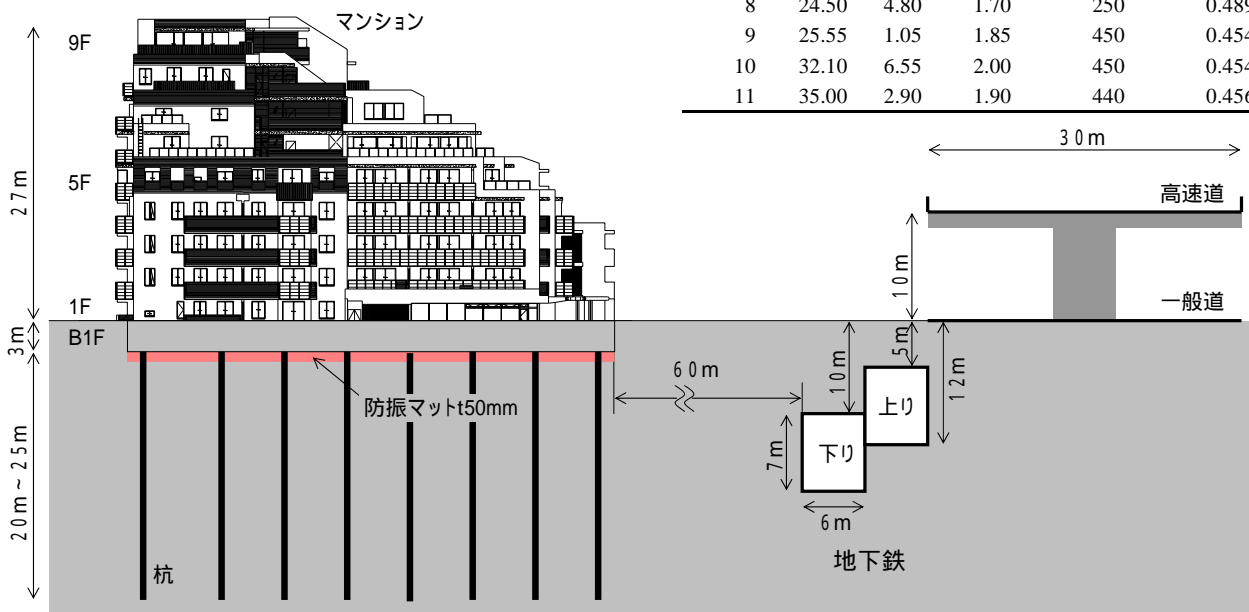 8 24.50 4.80 1.70 250 0.489
9 25.55 1.05 1.85 450 0.454
10 32.10 6.55 2.00 450 0.454
11 35.00 2.90 1.90 440 0.456
マンション
9F
5F
1F
B1F
27m
3m
20m~25m
防振マットt50mm
杭
60m
30m
高速道
10m
一般道
5m
10m
12m
上り
下り
7m
6m
地下鉄